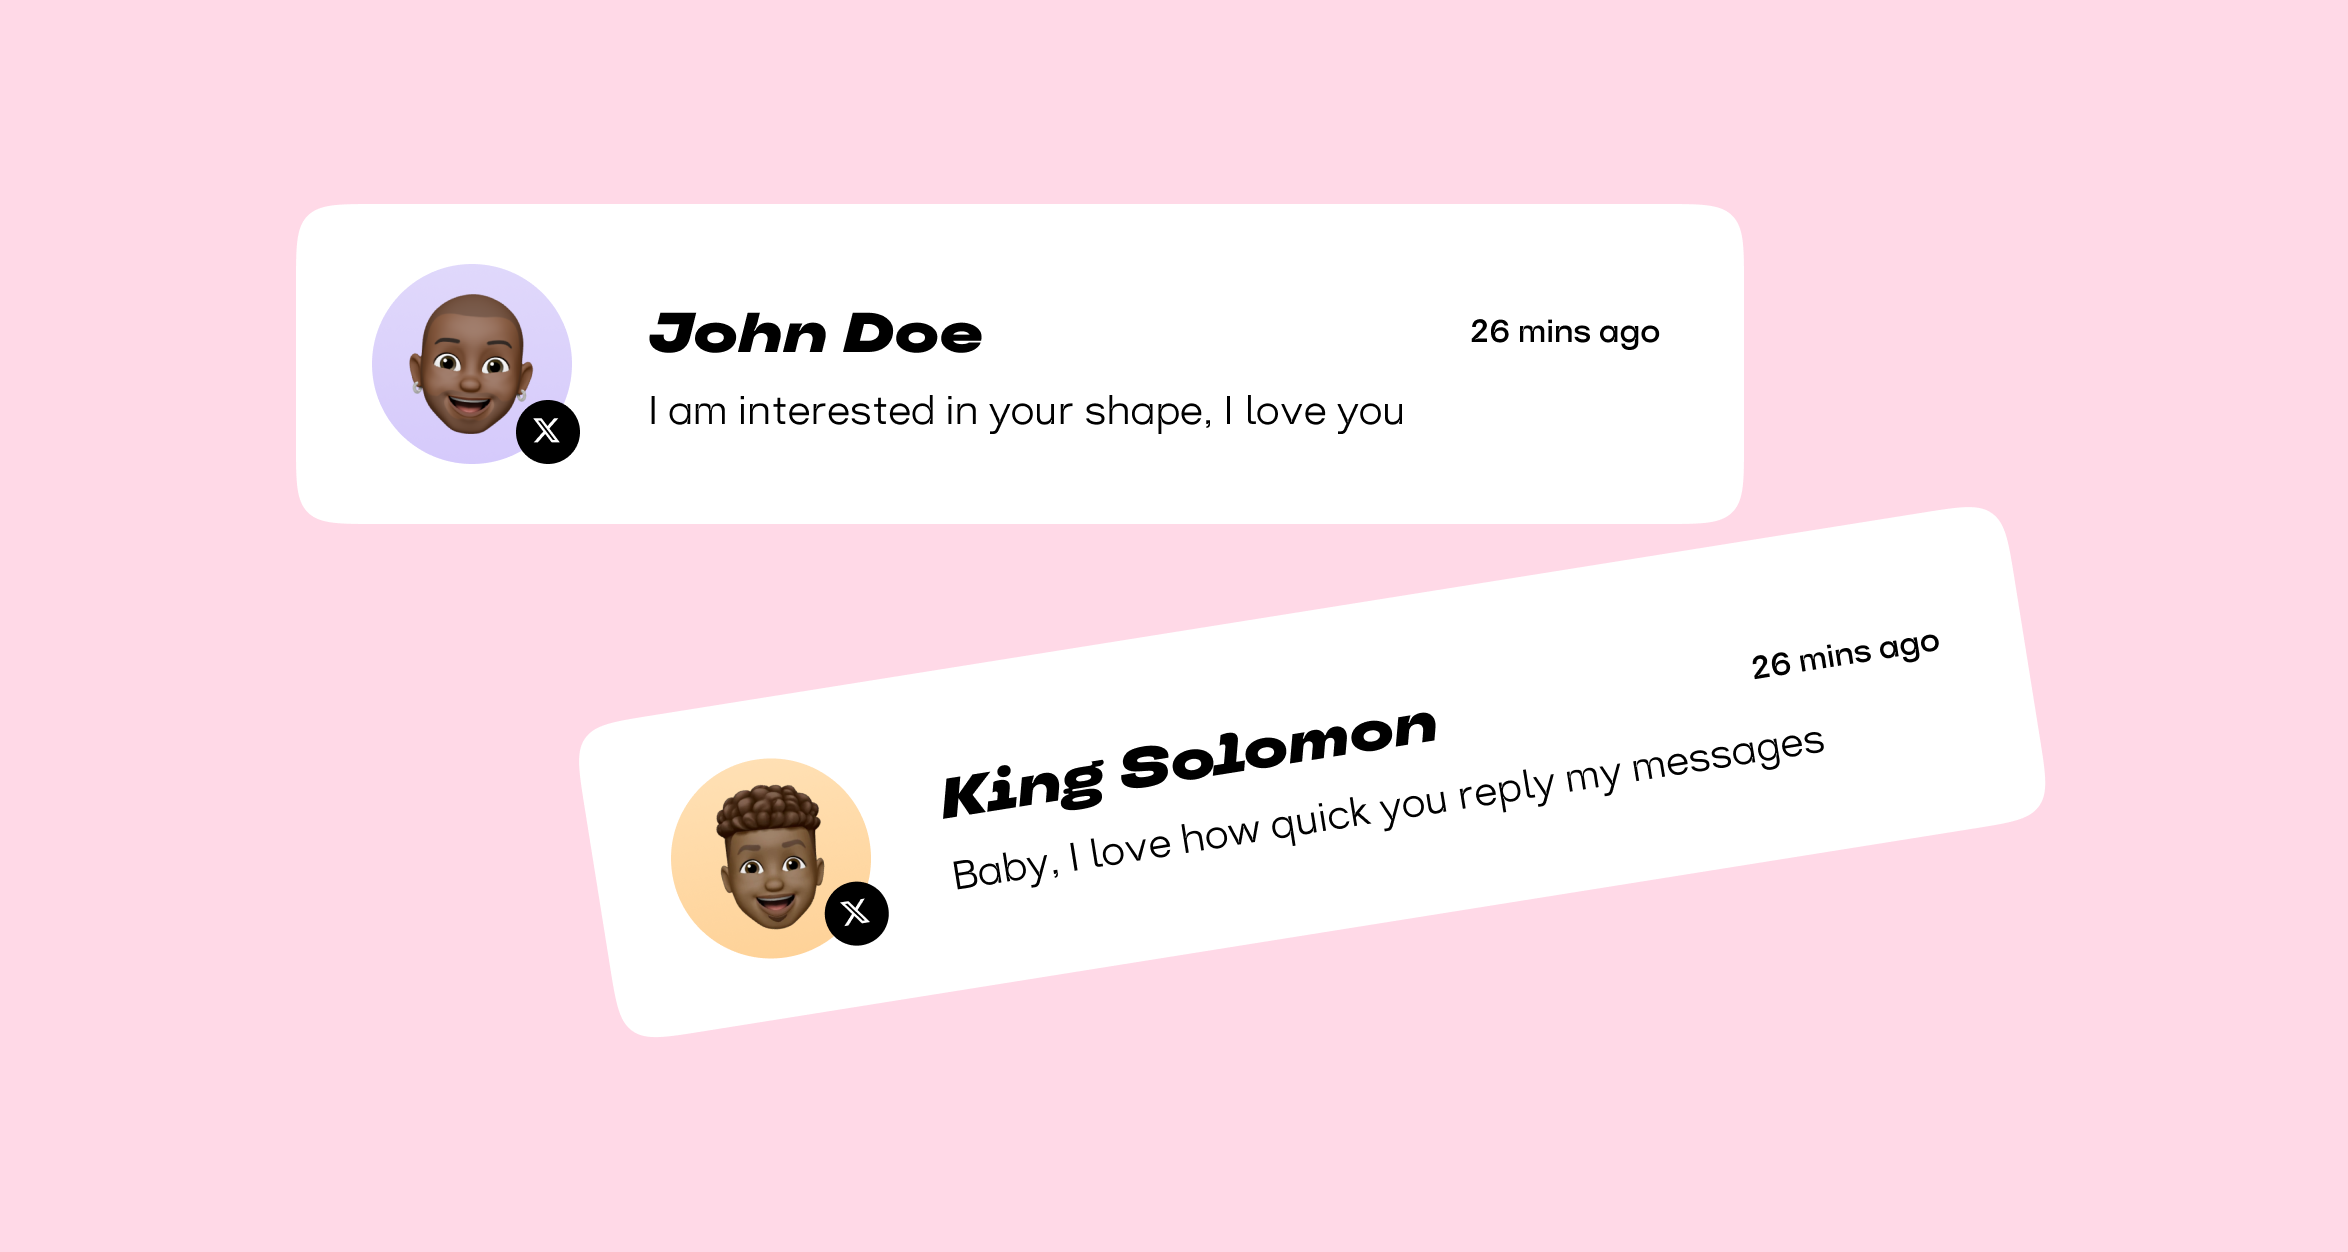 John Doe
26 mins ago
I am interested in your shape, I love you
King Solomon
26 mins ago
Baby, I love how quick you reply my messages